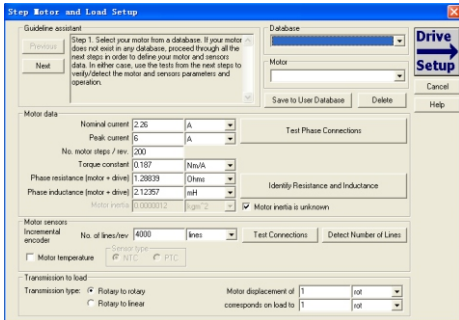 Step Motor and Load Setup
Guideline assistant
Previous
Next
Step 1. Select your motor from a database. If your motor
does not exist in any database, proceed through all the
next steps in order to define your motor and sensors
data. In either case, use the tests from the next steps to
verify/detect the motor and sensors parameters and
operation.
Database
Motor
Save to User Database
Delete
Drive
Setup
Cancel
Help
Motor data
Nominal current 2.26 A
Peak current 6 A
No. motor steps / rev. 200
Torque constant 0.187 Nm/A
Phase resistance (motor + drive) 1.28839 Ohms
Phase inductance (motor + drive) 2.12357 mH
Motor inertia 0.0000012 kgm^2
Test Phase Connections
Identify Resistance and Inductance
Motor inertia is unknown
Motor sensors
Incremental
encoder
No. of lines/rev 4000 lines
Test Connections
Detect Number of Lines
Motor temperature
Sensor type
NTC
PTC
Transmission to load
Transmission type:
Rotary to rotary
Rotary to linear
Motor displacement of 1 rot
corresponds on load to 1 rot